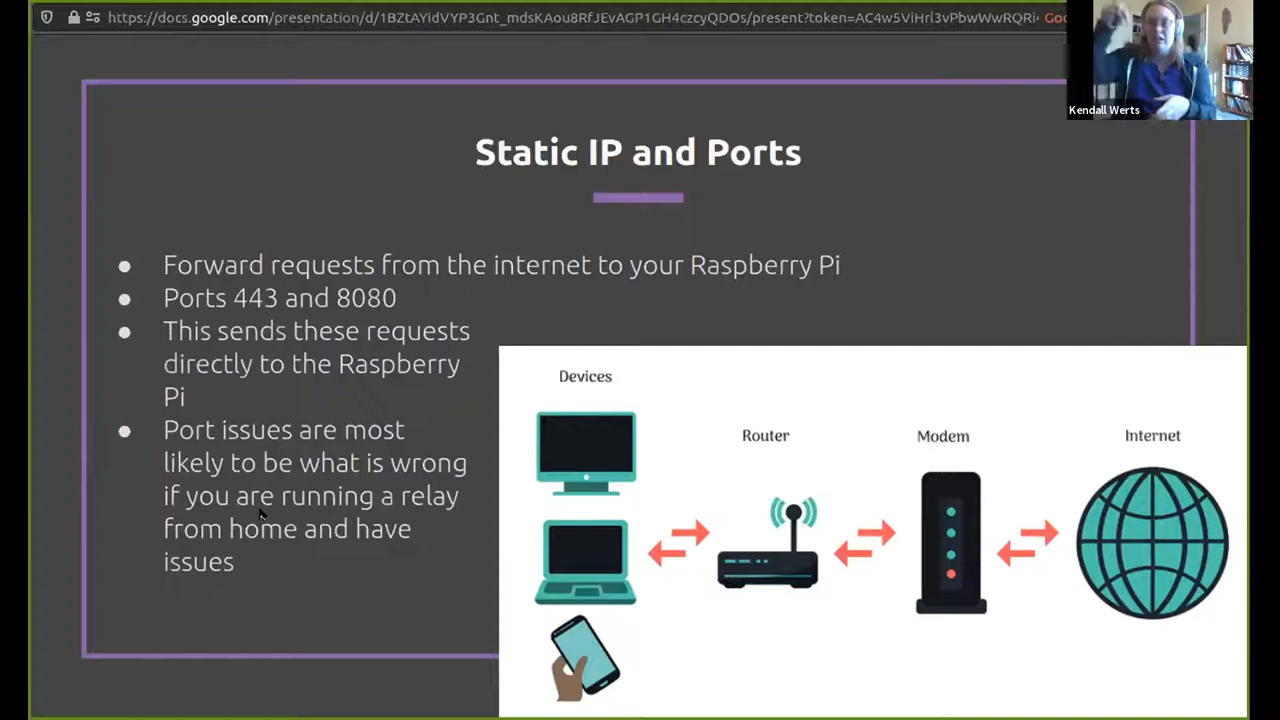 https://docs.google.com/presentation/d/1BZtAYidVYP3Gnt_mdsKAou8RfJEvAGP1GH4czcyQDOs/present?token=AC4w5ViHrl3vPbwWwRQRi
Goo
Kendall Werts
Static IP and Ports
● Forward requests from the internet to your Raspberry Pi
● Ports 443 and 8080
● This sends these requests
directly to the Raspberry
Pi
● Port issues are most
likely to be what is wrong
if you are running a relay
from home and have
issues
Devices
Router
Modem
Internet